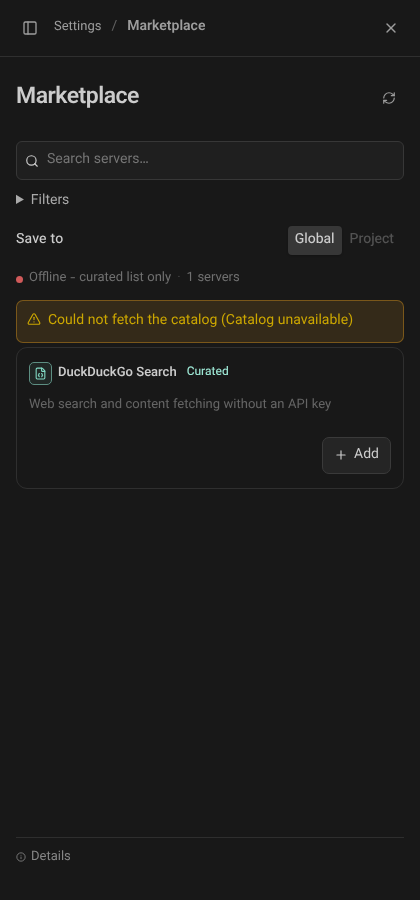 Settings / Marketplace
Marketplace
Search servers…
Filters
Save to Global Project
Offline - curated list only · 1 servers
Could not fetch the catalog (Catalog unavailable)
DuckDuckGo Search Curated
Web search and content fetching without an API key
Add
Details